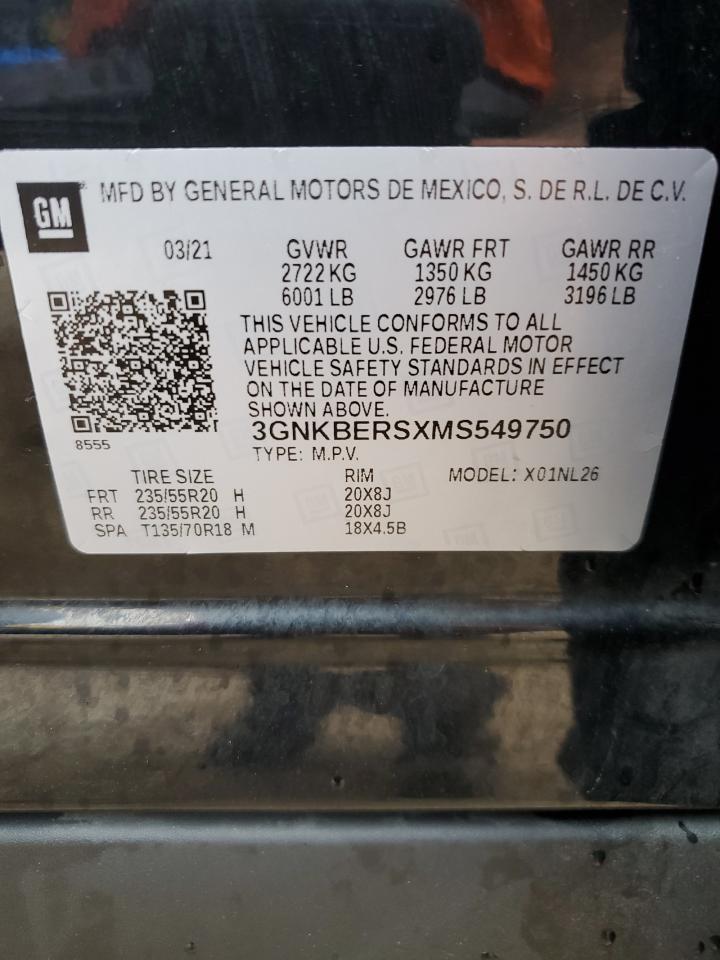 GM MFD BY GENERAL MOTORS DE MEXICO, S. DE R.L. DE C.V.
03/21 GVWR GAWR FRT GAWR RR
2722 KG 1350 KG 1450 KG
6001 LB 2976 LB 3196 LB
THIS VEHICLE CONFORMS TO ALL
APPLICABLE U.S. FEDERAL MOTOR
VEHICLE SAFETY STANDARDS IN EFFECT
ON THE DATE OF MANUFACTURE
SHOWN ABOVE.
8555 3GNKBERSXMS549750
TYPE: M.P.V.
TIRE SIZE RIM MODEL: X01NL26
FRT 235/55R20 H 20X8J
RR 235/55R20 H 20X8J
SPA T135/70R18 M 18X4.5B